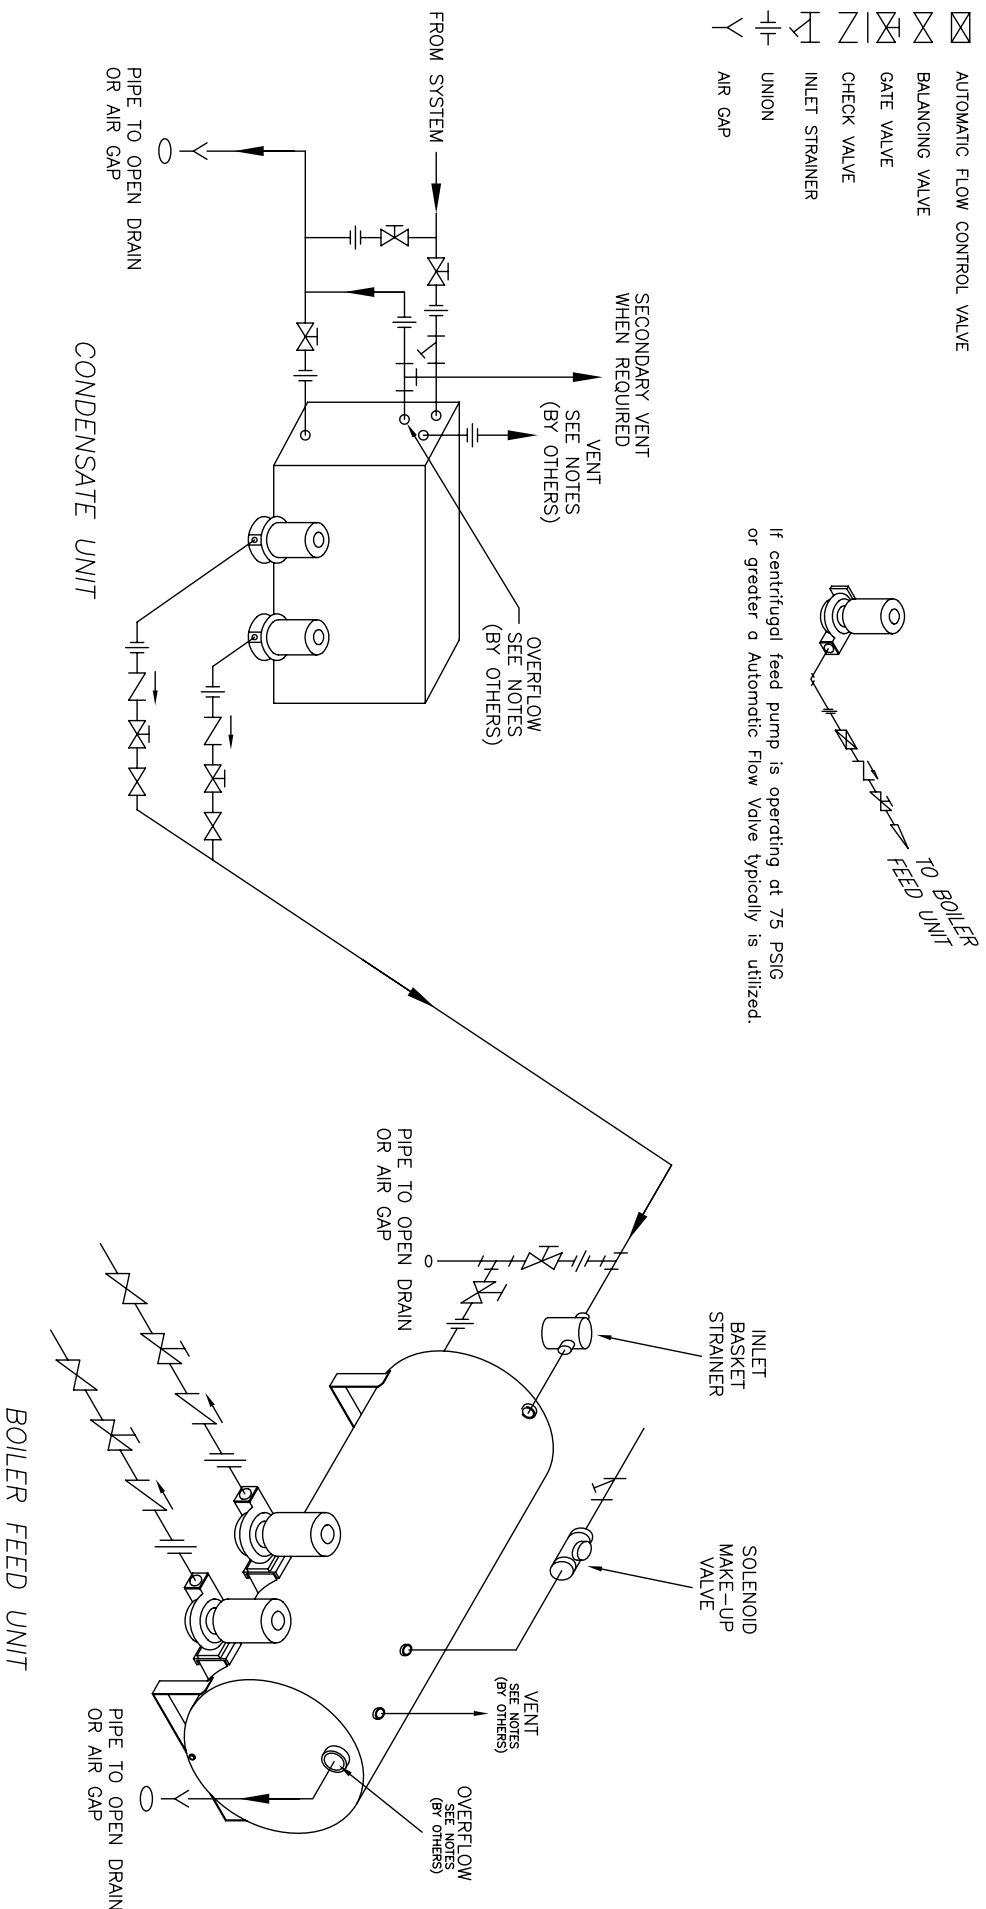 AUTOMATIC FLOW CONTROL VALVE
BALANCING VALVE
GATE VALVE
CHECK VALVE
INLET STRAINER
UNION
AIR GAP
TO BOILER
FEED UNIT
If centrifugal feed pump is operating at 75 PSIG
or greater a Automatic Flow Valve typically is utilized.
FROM SYSTEM
SECONDARY VENT
WHEN REQUIRED
VENT
SEE NOTES
(BY OTHERS)
OVERFLOW
SEE NOTES
(BY OTHERS)
PIPE TO OPEN DRAIN
OR AIR GAP
CONDENSATE UNIT
INLET
BASKET
STRAINER
SOLENOID
MAKE-UP
VALVE
PIPE TO OPEN DRAIN
OR AIR GAP
VENT
SEE NOTES
(BY OTHERS)
OVERFLOW
SEE NOTES
(BY OTHERS)
PIPE TO OPEN DRAIN
OR AIR GAP
BOILER FEED UNIT